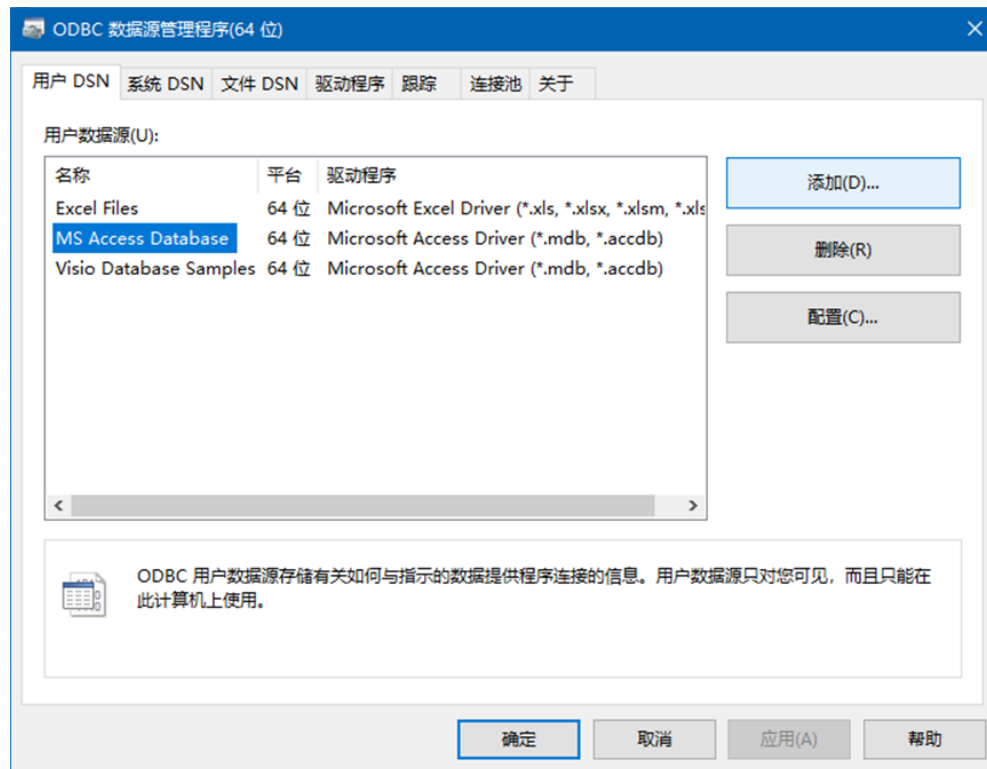 ODBC 数据源管理程序(64 位)
用户 DSN 系统 DSN 文件 DSN 驱动程序 跟踪 连接池 关于
用户数据源(U):
名称 平台 驱动程序
Excel Files 64 位 Microsoft Excel Driver (*.xls, *.xlsx, *.xlsm, *.xls
MS Access Database 64 位 Microsoft Access Driver (*.mdb, *.accdb)
Visio Database Samples 64 位 Microsoft Access Driver (*.mdb, *.accdb)
添加(D)...
删除(R)
配置(C)...
ODBC 用户数据源存储有关如何与指示的数据提供程序连接的信息。用户数据源只对您可见，而且只能在
此计算机上使用。
确定 取消 应用(A) 帮助